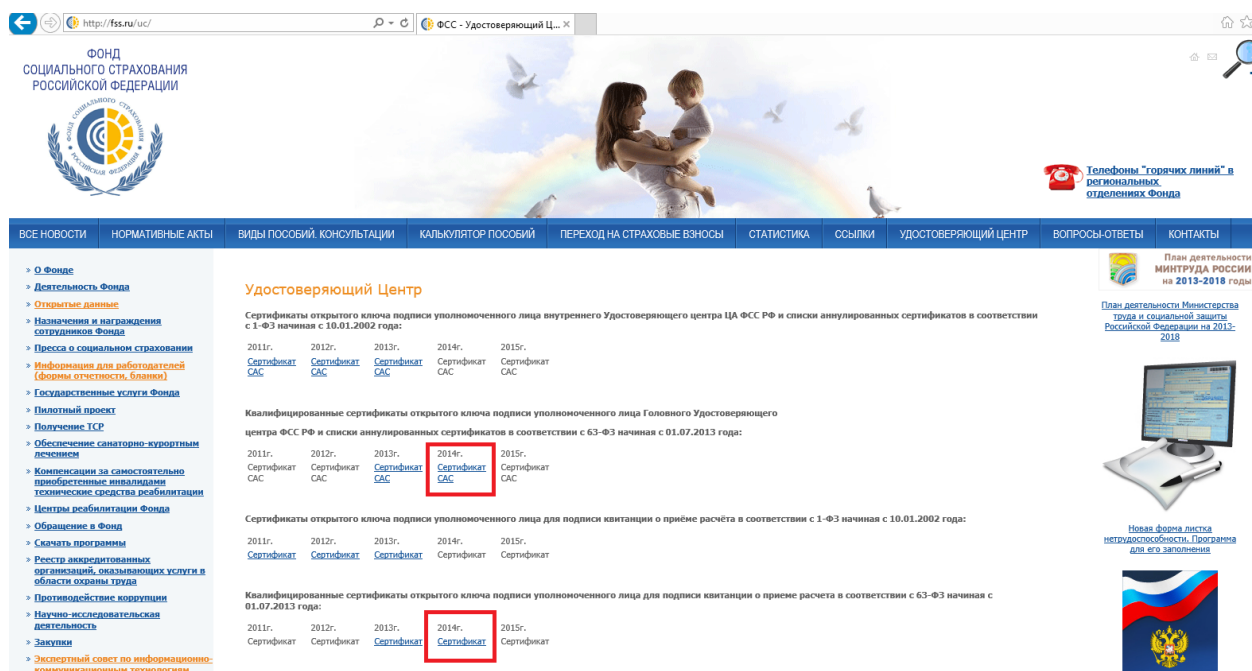 http://fss.ru/uc/
ФСС - Удостоверяющий Ц...
ФОНД
СОЦИАЛЬНОГО СТРАХОВАНИЯ
РОССИЙСКОЙ ФЕДЕРАЦИИ
ФОНД СОЦИАЛЬНОГО СТРАХОВАНИЯ
РОССИЙСКАЯ ФЕДЕРАЦИЯ
Телефоны "горячих линий" в
региональных
отделениях Фонда
ВСЕ НОВОСТИ НОРМАТИВНЫЕ АКТЫ ВИДЫ ПОСОБИЙ. КОНСУЛЬТАЦИИ КАЛЬКУЛЯТОР ПОСОБИЙ ПЕРЕХОД НА СТРАХОВЫЕ ВЗНОСЫ СТАТИСТИКА ССЫЛКИ УДОСТОВЕРЯЮЩИЙ ЦЕНТР ВОПРОСЫ-ОТВЕТЫ КОНТАКТЫ
» О Фонде
» Деятельность Фонда
» Открытые данные
» Назначения и награждения
сотрудников Фонда
» Пресса о социальном страховании
» Информация для работодателей
(формы отчетности, бланки)
» Государственные услуги Фонда
» Пилотный проект
» Получение ТСР
» Обеспечение санаторно-курортным
лечением
» Компенсации за самостоятельно
приобретенные инвалидами
технические средства реабилитации
» Центры реабилитации Фонда
» Обращение в Фонд
» Скачать программы
» Реестр аккредитованных
организаций, оказывающих услуги в
области охраны труда
» Противодействие коррупции
» Научно-исследовательская
деятельность
» Закупки
» Экспертный совет по информационно-
коммуникационным технологиям
Удостоверяющий Центр
Сертификаты открытого ключа подписи уполномоченного лица внутреннего Удостоверяющего центра ЦА ФСС РФ и списки аннулированных сертификатов в соответствии
с 1-ФЗ начиная с 10.01.2002 года:
2011г. 2012г. 2013г. 2014г. 2015г.
Сертификат Сертификат Сертификат Сертификат Сертификат
САС САС САС САС САС
Квалифицированные сертификаты открытого ключа подписи уполномоченного лица Головного Удостоверяющего
центра ФСС РФ и списки аннулированных сертификатов в соответствии с 63-ФЗ начиная с 01.07.2013 года:
2011г. 2012г. 2013г. 2014г. 2015г.
Сертификат Сертификат Сертификат Сертификат Сертификат
САС САС САС САС САС
Сертификаты открытого ключа подписи уполномоченного лица для подписи квитанции о приёме расчёта в соответствии с 1-ФЗ начиная с 10.01.2002 года:
2011г. 2012г. 2013г. 2014г. 2015г.
Сертификат Сертификат Сертификат Сертификат Сертификат
Квалифицированные сертификаты открытого ключа подписи уполномоченного лица для подписи квитанции о приеме расчета в соответствии с 63-ФЗ начиная с
01.07.2013 года:
2011г. 2012г. 2013г. 2014г. 2015г.
Сертификат Сертификат Сертификат Сертификат Сертификат
План деятельности
МИНТРУДА РОССИИ
на 2013-2018 годы
План деятельности Министерства
труда и социальной защиты
Российской Федерации на 2013-
2018
Новая форма листка
нетрудоспособности. Программа
для его заполнения